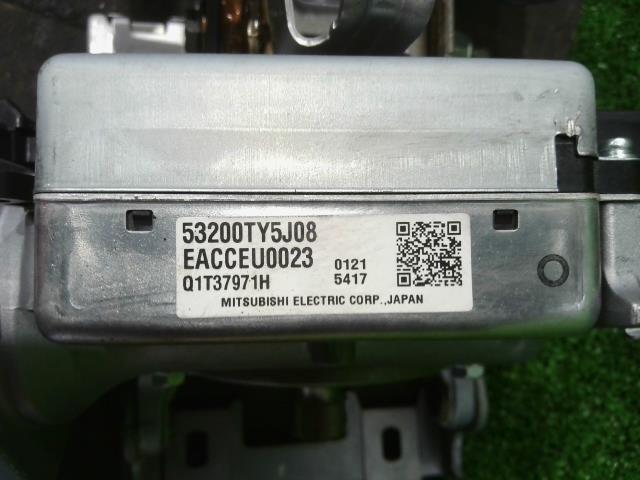 53200TY5J08
EACCEU0023 0121
Q1T37971H 5417
MITSUBISHI ELECTRIC CORP.,JAPAN